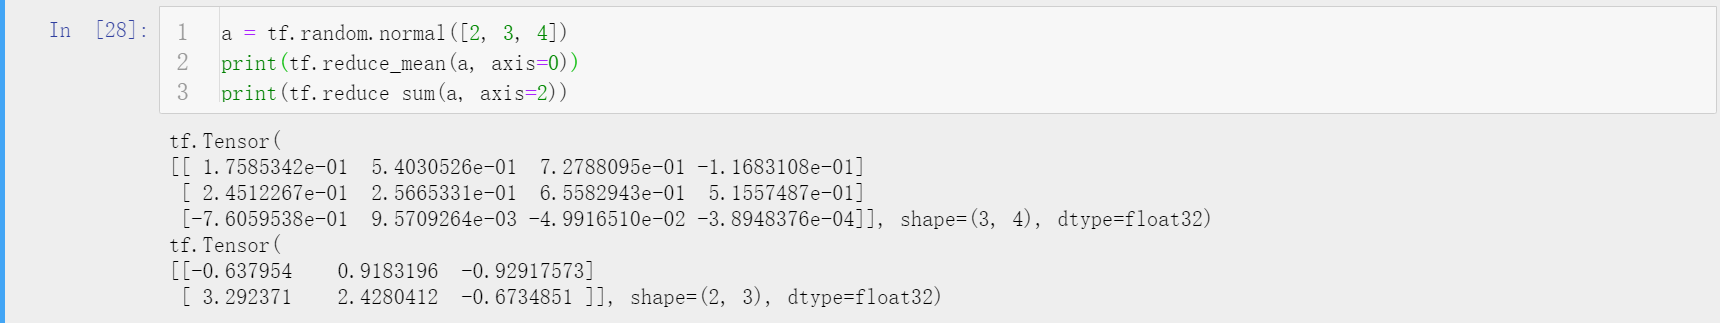 In [28]:
1 a = tf.random.normal([2, 3, 4])
2 print(tf.reduce_mean(a, axis=0))
3 print(tf.reduce sum(a, axis=2))
tf.Tensor(
[[ 1.7585342e-01  5.4030526e-01  7.2788095e-01 -1.1683108e-01]
 [ 2.4512267e-01  2.5665331e-01  6.5582943e-01  5.1557487e-01]
 [-7.6059538e-01  9.5709264e-03 -4.9916510e-02 -3.8948376e-04]], shape=(3, 4), dtype=float32)
tf.Tensor(
[[-0.637954    0.9183196  -0.92917573]
 [ 3.292371    2.4280412  -0.6734851 ]], shape=(2, 3), dtype=float32)